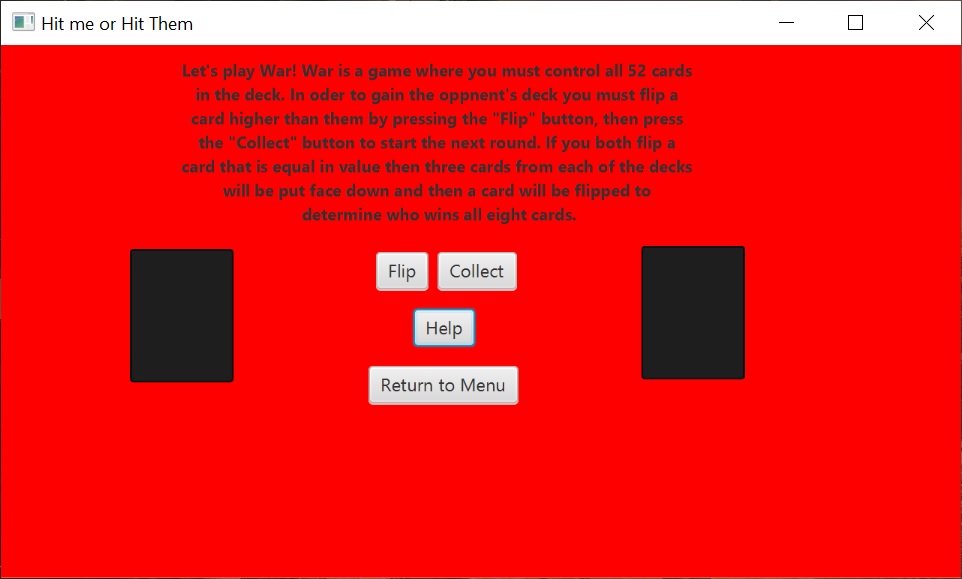 Hit me or Hit Them
Let's play War! War is a game where you must control all 52 cards
in the deck. In oder to gain the oppnent's deck you must flip a
card higher than them by pressing the "Flip" button, then press
the "Collect" button to start the next round. If you both flip a
card that is equal in value then three cards from each of the decks
will be put face down and then a card will be flipped to
determine who wins all eight cards.
Flip Collect
Help
Return to Menu